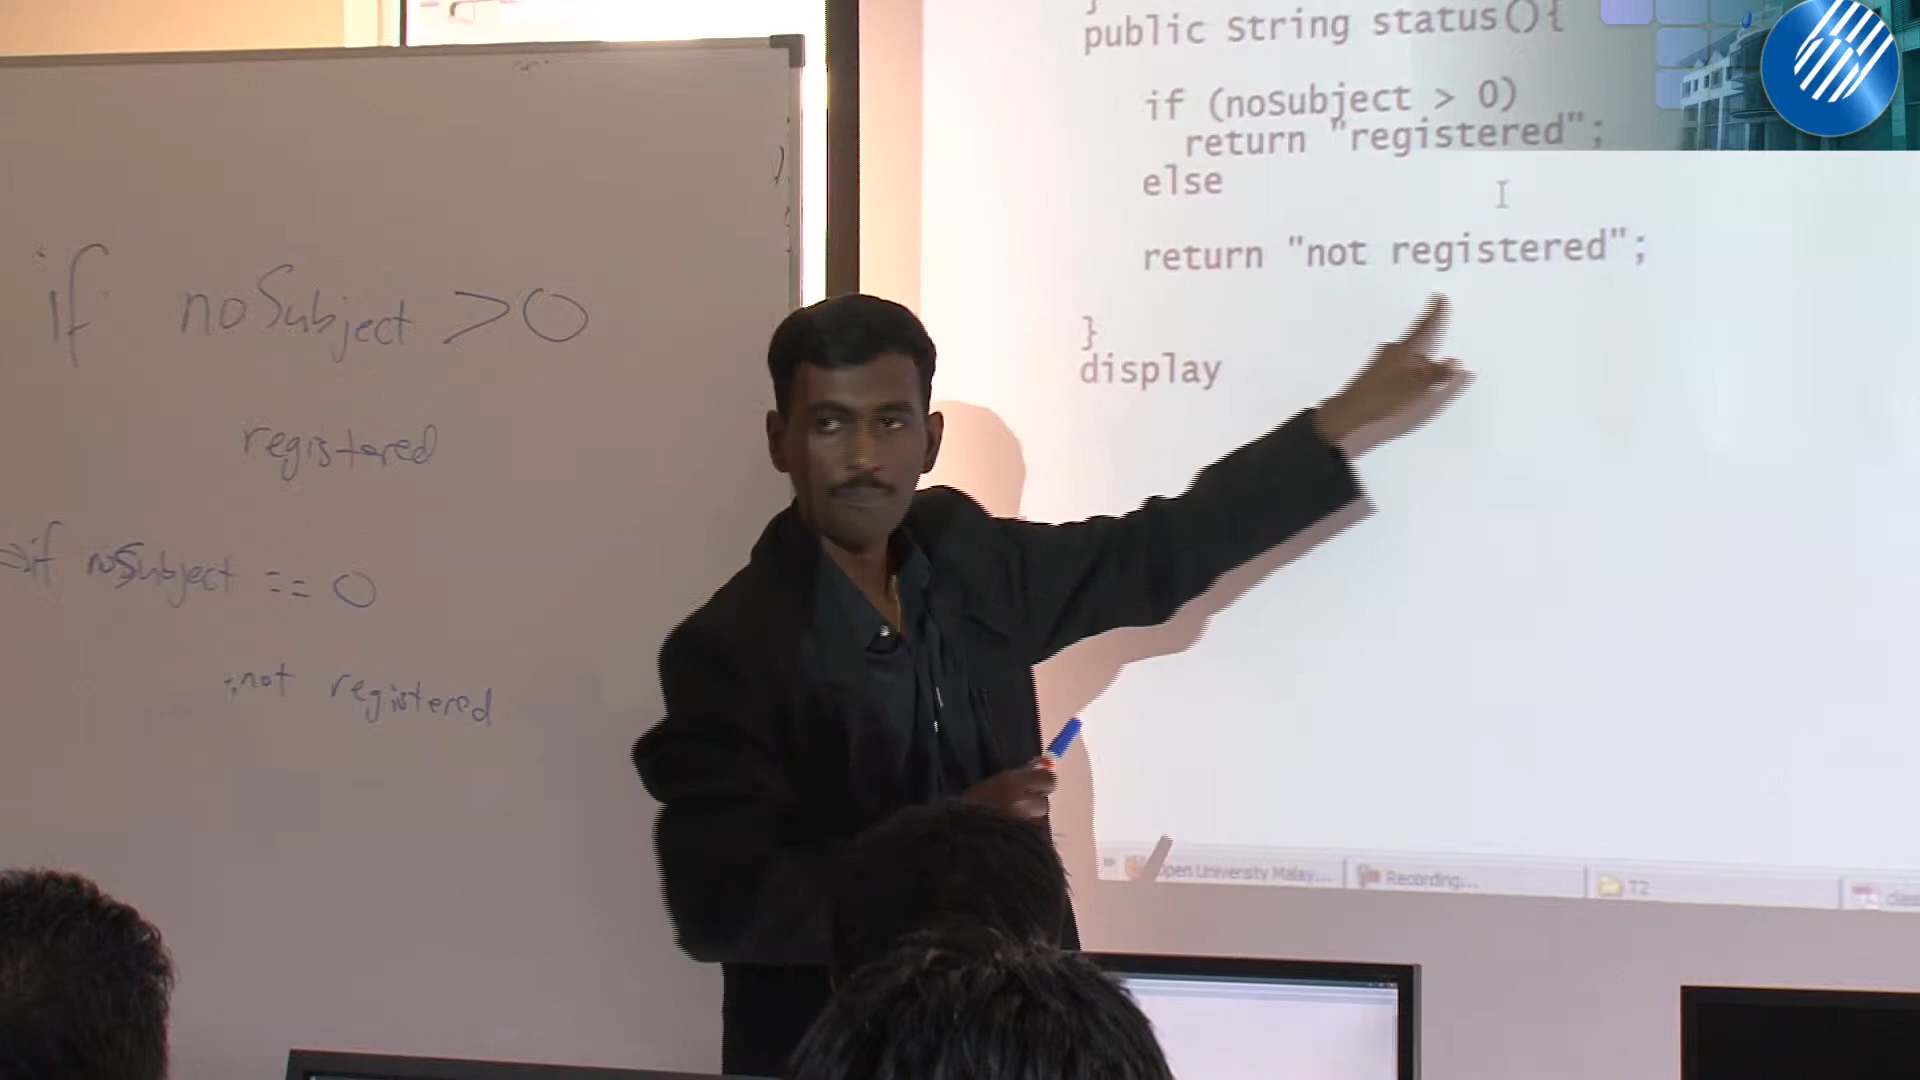 if noSubject >0
registered
⇒if noSubject == 0
:not registered
}
public String status(){
if (noSubject > 0)
return "registered";
else
return "not registered";
}
display
Open University Malay...
Recording...
T2